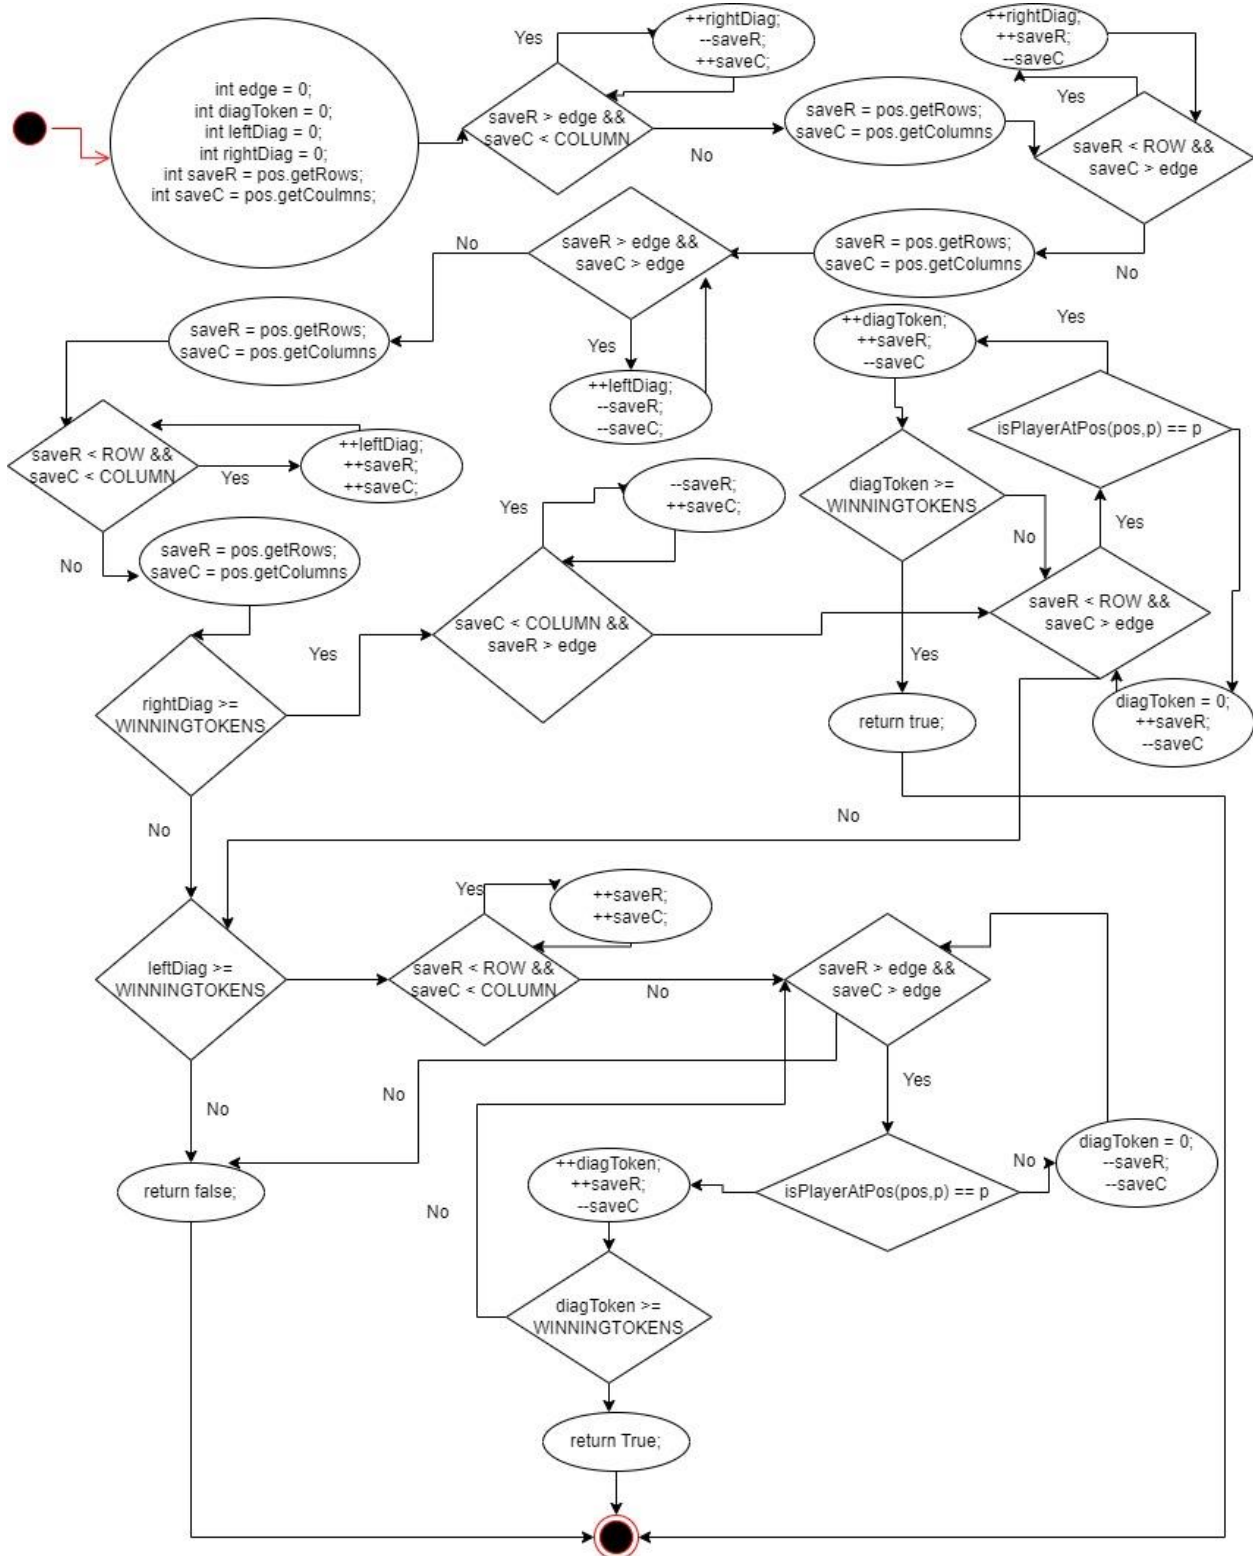 int edge = 0;
int diagToken = 0;
int leftDiag = 0;
int rightDiag = 0;
int saveR = pos.getRows;
int saveC = pos.getCoulmns;
saveR > edge &&
saveC < COLUMN
Yes
++rightDiag;
--saveR;
++saveC;
No
saveR = pos.getRows;
saveC = pos.getColumns
saveR < ROW &&
saveC > edge
Yes
++rightDiag;
++saveR;
--saveC
No
saveR = pos.getRows;
saveC = pos.getColumns
saveR > edge &&
saveC > edge
Yes
++leftDiag;
--saveR;
--saveC;
No
saveR = pos.getRows;
saveC = pos.getColumns
saveR < ROW &&
saveC < COLUMN
Yes
++leftDiag;
++saveR;
++saveC;
No
saveR = pos.getRows;
saveC = pos.getColumns
rightDiag >=
WINNINGTOKENS
Yes
saveC < COLUMN &&
saveR > edge
Yes
--saveR;
++saveC;
saveR < ROW &&
saveC > edge
Yes
isPlayerAtPos(pos,p) == p
Yes
++diagToken;
++saveR;
--saveC
diagToken >=
WINNINGTOKENS
No
Yes
return true;
diagToken = 0;
++saveR;
--saveC
No
No
leftDiag >=
WINNINGTOKENS
saveR < ROW &&
saveC < COLUMN
Yes
++saveR;
++saveC;
No
saveR > edge &&
saveC > edge
No
Yes
No
return false;
isPlayerAtPos(pos,p) == p
No
diagToken = 0;
--saveR;
--saveC
++diagToken;
++saveR;
--saveC
No
diagToken >=
WINNINGTOKENS
return True;